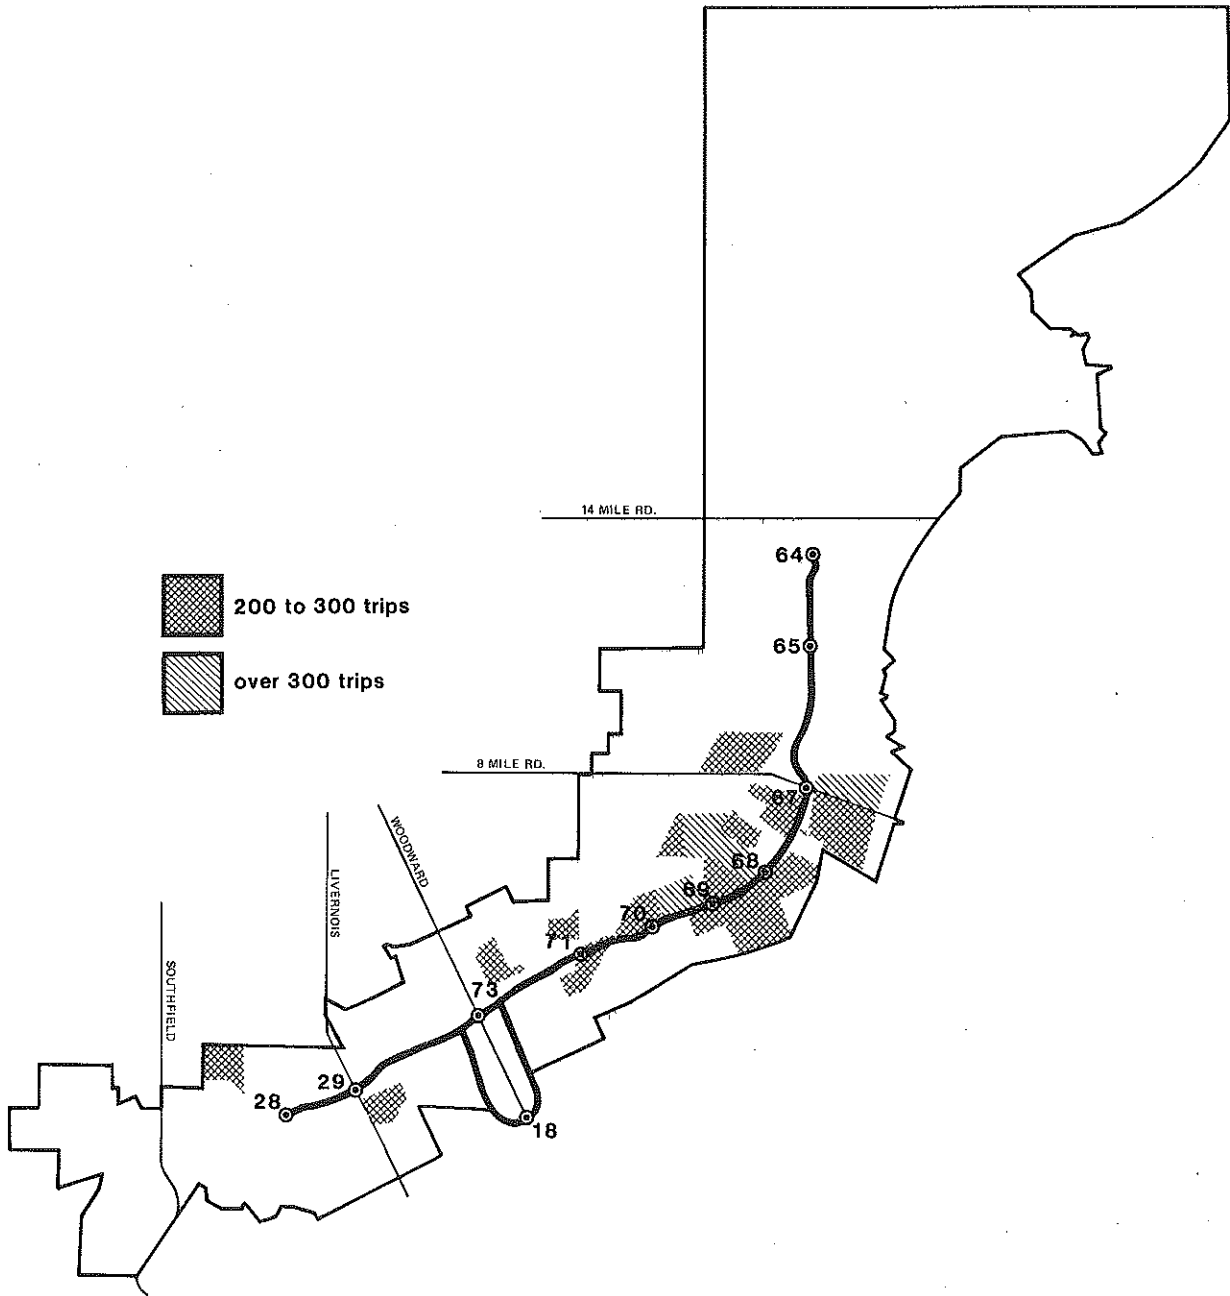 14 MILE RD.
64
200 to 300 trips
65
over 300 trips
8 MILE RD.
67
WOODWARD
LIVERNOIS
68
69
70
71
SOUTHFIELD
73
29
28
18